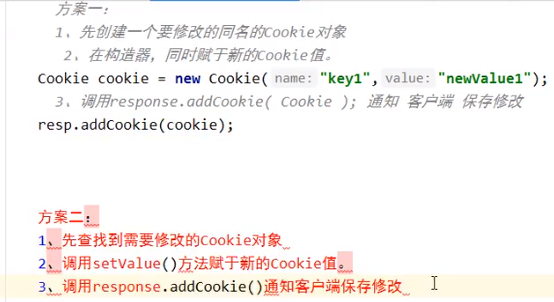 方案一：
1、先创建一个要修改的同名的Cookie对象
2、在构造器，同时赋于新的Cookie值。
Cookie cookie = new Cookie( name: "key1", value: "newValue1");
3、调用response.addCookie( Cookie ); 通知 客户端 保存修改
resp.addCookie(cookie);
方案二：
1、先查找到需要修改的Cookie对象
2、调用setValue()方法赋于新的Cookie值。
3、调用response.addCookie()通知客户端保存修改